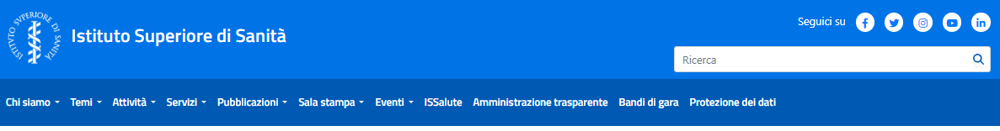 ISTITUTO SUPERIORE DI SANITÀ
Istituto Superiore di Sanità
Seguici su
Ricerca
Chi siamo Temi Attività Servizi Pubblicazioni Sala stampa Eventi ISSalute Amministrazione trasparente Bandi di gara Protezione dei dati